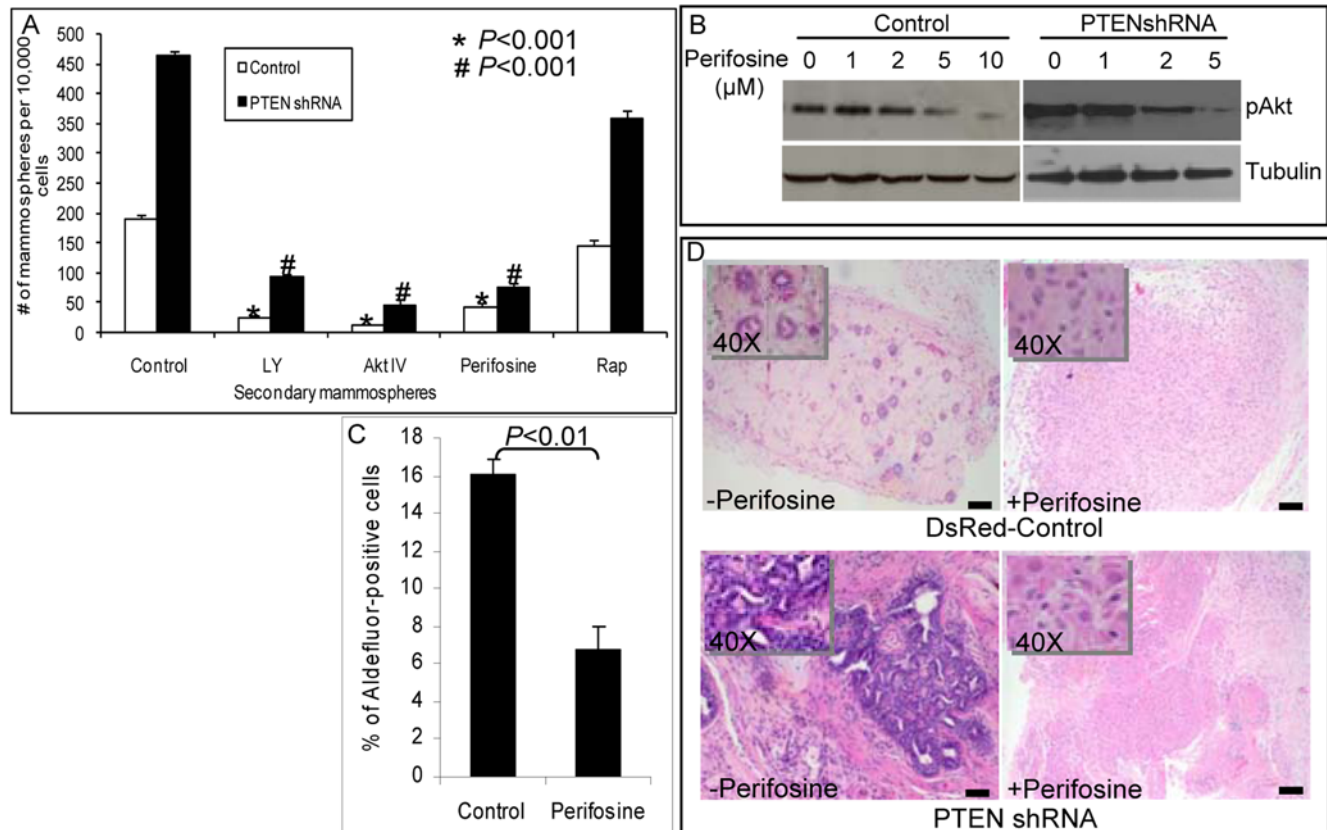 A
# of mammospheres per 10,000
cells
500
450
400
350
300
250
200
150
100
50
0
Control
PTEN shRNA
* P<0.001
# P<0.001
*
#
*
#
*
#
Control LY Akt IV Perifosine Rap
Secondary mammospheres
B
Control PTENshRNA
Perifosine 0 1 2 5 10 0 1 2 5
(µM)
pAkt
Tubulin
C
% of Aldefluor-positive cells
18
16
14
12
10
8
6
4
2
0
P<0.01
Control Perifosine
D
40X
40X
-Perifosine
+Perifosine
DsRed-Control
40X
40X
-Perifosine
+Perifosine
PTEN shRNA